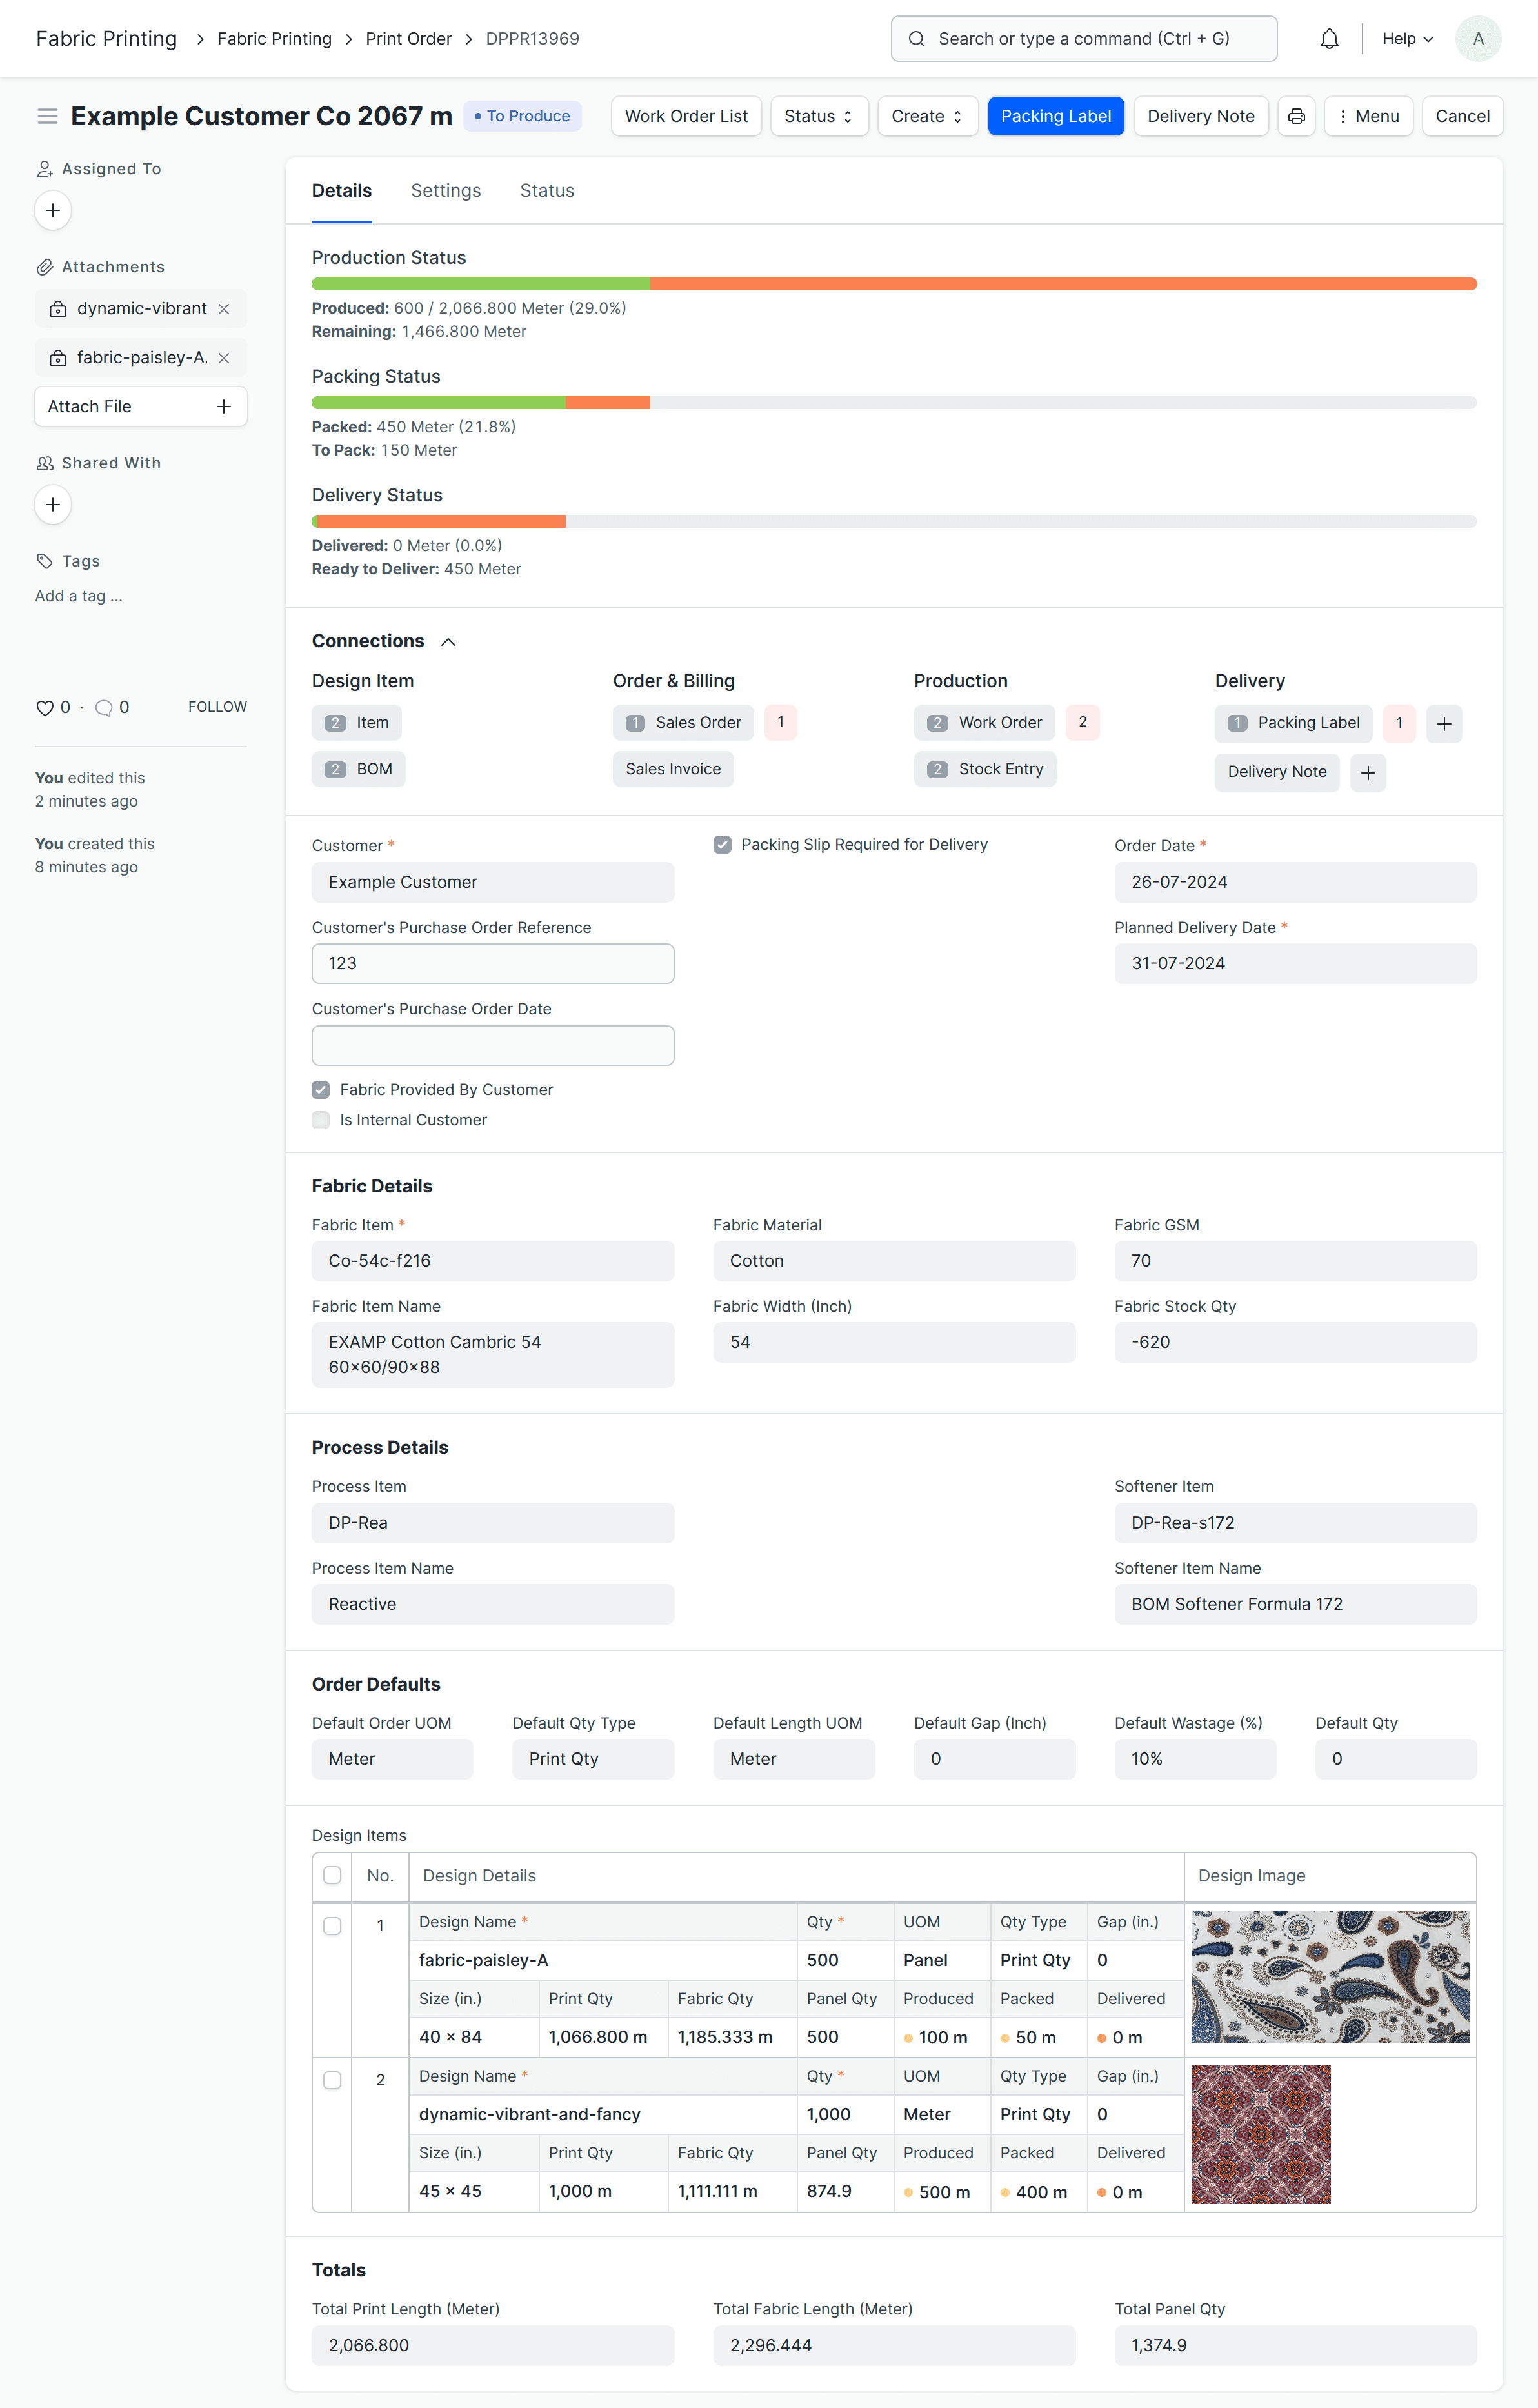 Fabric Printing > Fabric Printing > Print Order > DPPR13969
Search or type a command (Ctrl + G)
Help
A
Example Customer Co 2067 m
• To Produce
Work Order List
Status
Create
Packing Label
Delivery Note
Menu
Cancel
Assigned To
Attachments
dynamic-vibrant
fabric-paisley-A.
Attach File
Shared With
Tags
Add a tag ...
0 · 0 FOLLOW
You edited this
2 minutes ago
You created this
8 minutes ago
Details Settings Status
Production Status
Produced: 600 / 2,066.800 Meter (29.0%)
Remaining: 1,466.800 Meter
Packing Status
Packed: 450 Meter (21.8%)
To Pack: 150 Meter
Delivery Status
Delivered: 0 Meter (0.0%)
Ready to Deliver: 450 Meter
Connections
Design Item Order & Billing Production Delivery
2 Item 1 Sales Order 1 2 Work Order 2 1 Packing Label 1 +
2 BOM Sales Invoice 2 Stock Entry Delivery Note +
Customer *
Example Customer
Customer's Purchase Order Reference
123
Customer's Purchase Order Date
Fabric Provided By Customer
Is Internal Customer
Packing Slip Required for Delivery
Order Date *
26-07-2024
Planned Delivery Date *
31-07-2024
Fabric Details
Fabric Item * Fabric Material Fabric GSM
Co-54c-f216 Cotton 70
Fabric Item Name Fabric Width (Inch) Fabric Stock Qty
EXAMP Cotton Cambric 54 54 -620
60×60/90×88
Process Details
Process Item Softener Item
DP-Rea DP-Rea-s172
Process Item Name Softener Item Name
Reactive BOM Softener Formula 172
Order Defaults
Default Order UOM Default Qty Type Default Length UOM Default Gap (Inch) Default Wastage (%) Default Qty
Meter Print Qty Meter 0 10% 0
Design Items
No. Design Details Design Image
1 Design Name * Qty * UOM Qty Type Gap (in.)
fabric-paisley-A 500 Panel Print Qty 0
Size (in.) Print Qty Fabric Qty Panel Qty Produced Packed Delivered
40 × 84 1,066.800 m 1,185.333 m 500 100 m 50 m 0 m
2 Design Name * Qty * UOM Qty Type Gap (in.)
dynamic-vibrant-and-fancy 1,000 Meter Print Qty 0
Size (in.) Print Qty Fabric Qty Panel Qty Produced Packed Delivered
45 × 45 1,000 m 1,111.111 m 874.9 500 m 400 m 0 m
Totals
Total Print Length (Meter) Total Fabric Length (Meter) Total Panel Qty
2,066.800 2,296.444 1,374.9